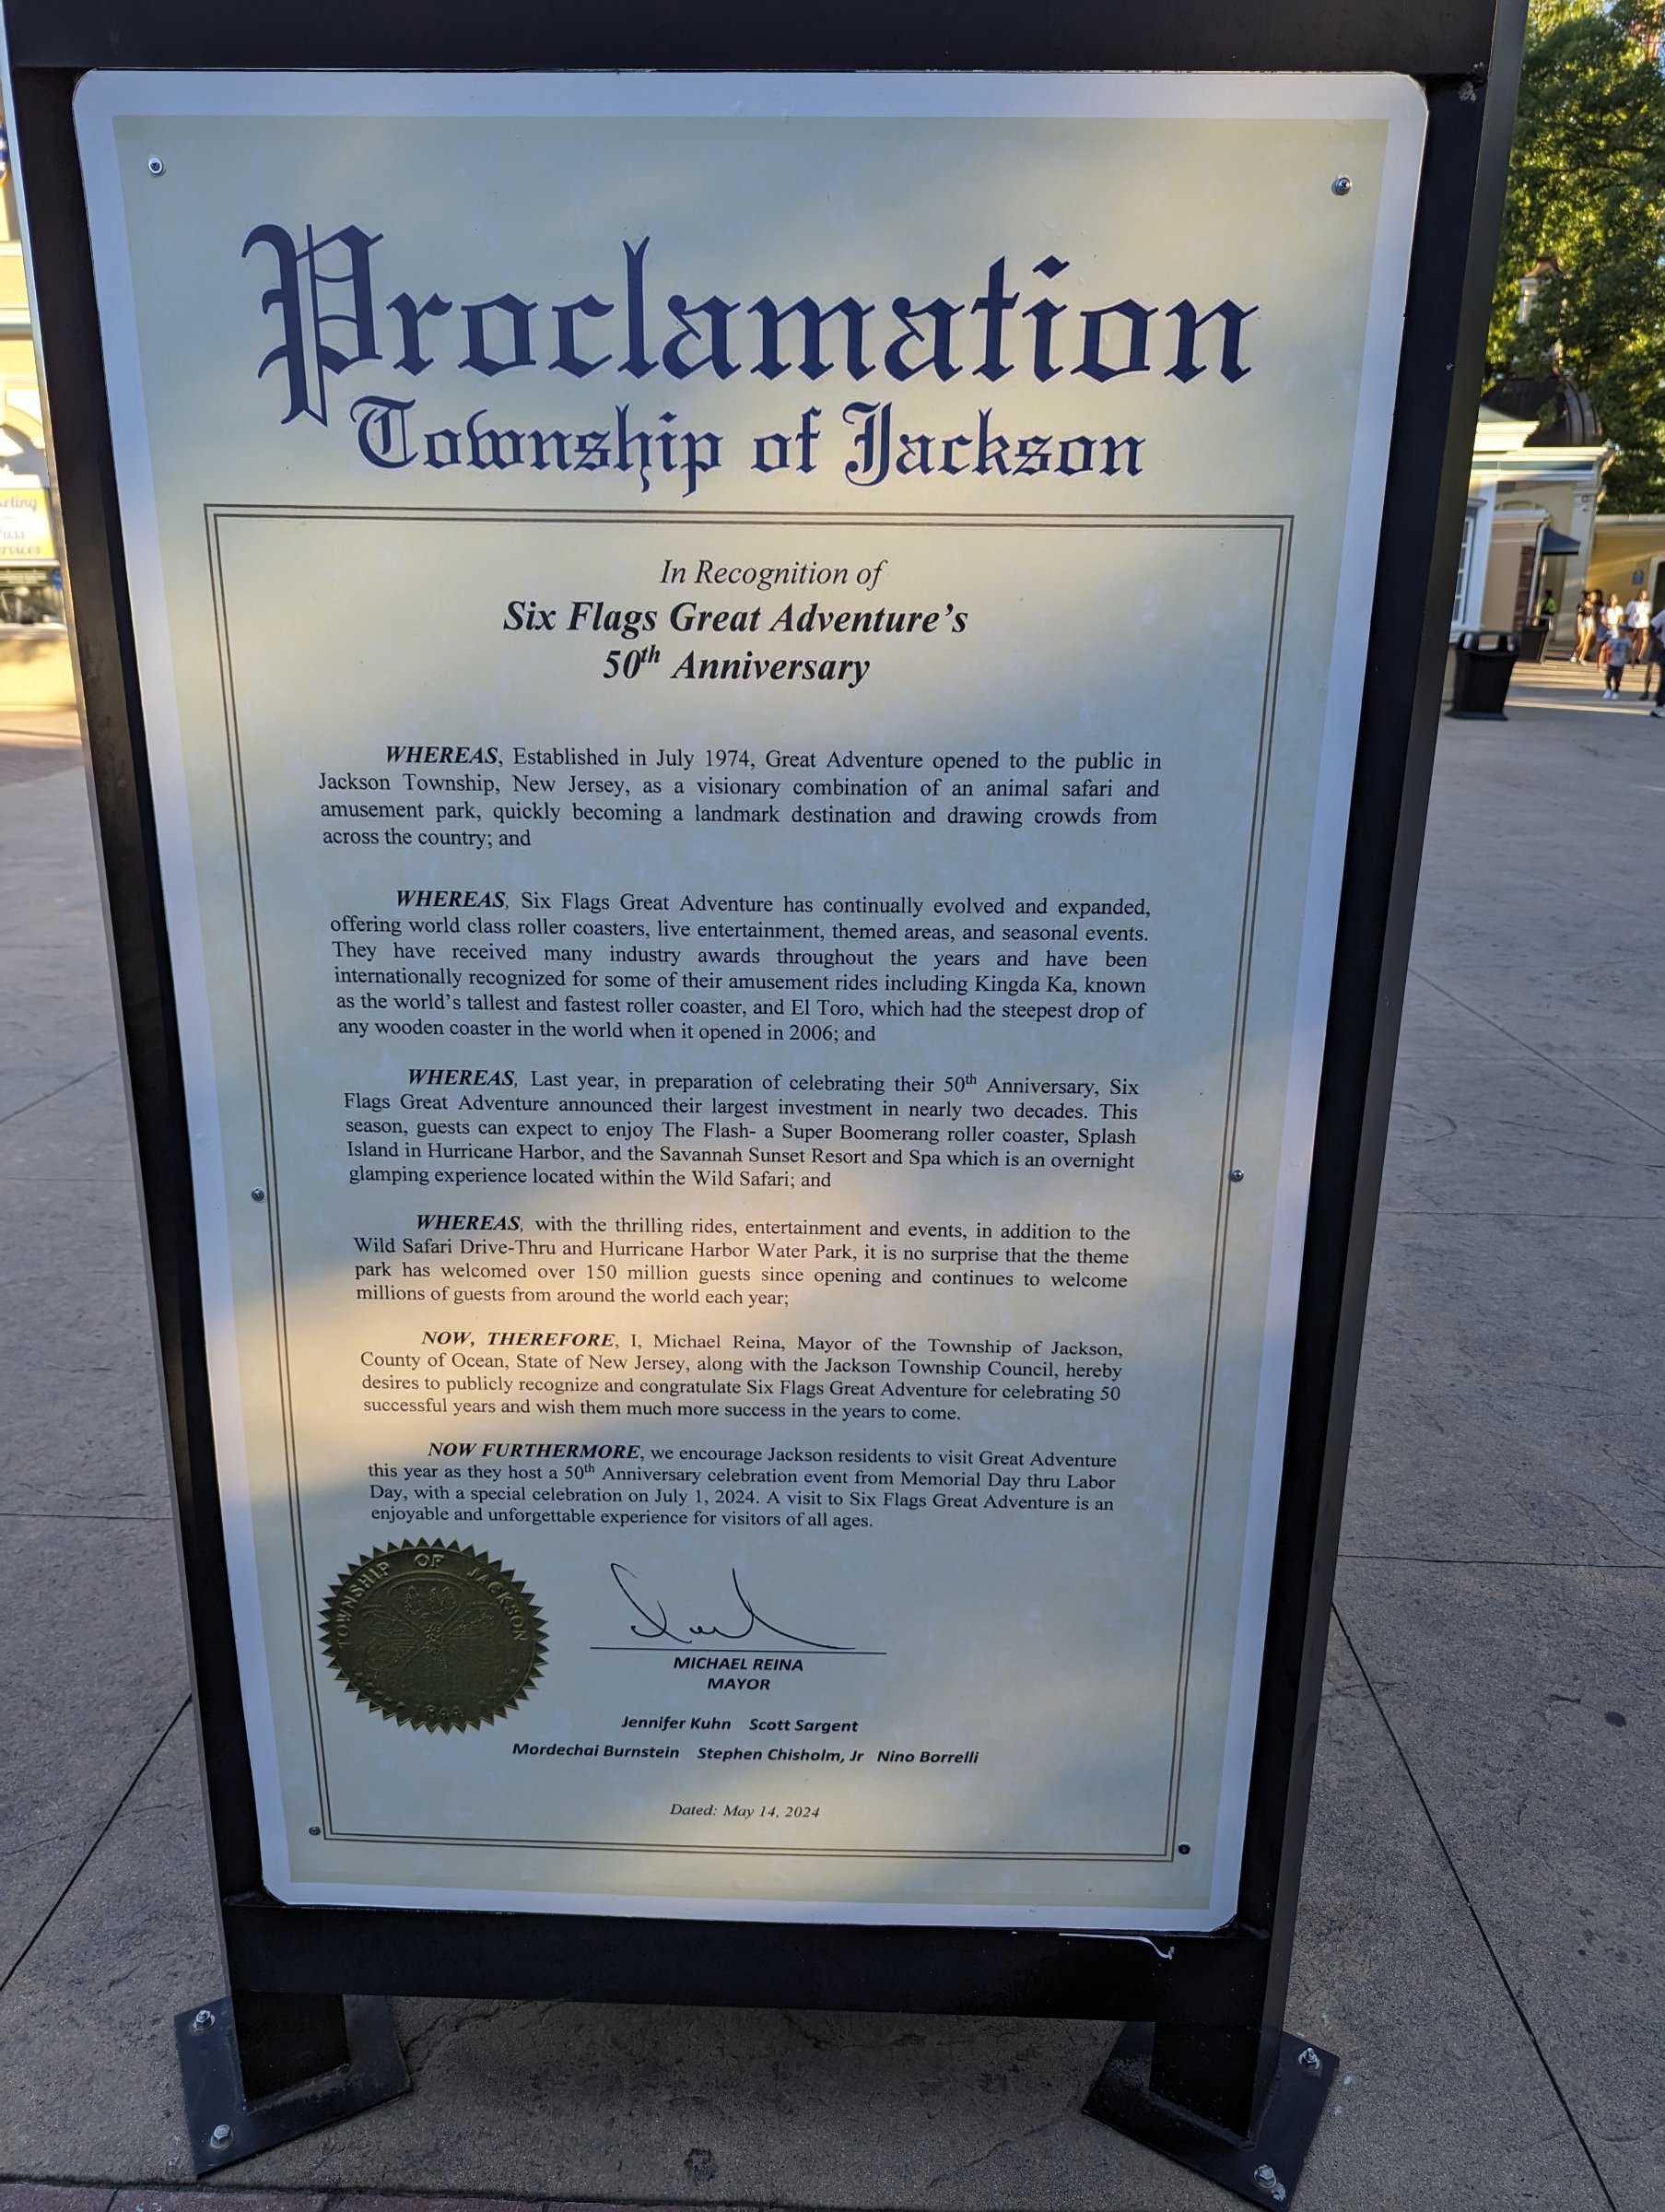 Proclamation
Township of Jackson
In Recognition of
Six Flags Great Adventure's
50th Anniversary
WHEREAS, Established in July 1974, Great Adventure opened to the public in
Jackson Township, New Jersey, as a visionary combination of an animal safari and
amusement park, quickly becoming a landmark destination and drawing crowds from
across the country; and
WHEREAS, Six Flags Great Adventure has continually evolved and expanded,
offering world class roller coasters, live entertainment, themed areas, and seasonal events.
They have received many industry awards throughout the years and have been
internationally recognized for some of their amusement rides including Kingda Ka, known
as the world's tallest and fastest roller coaster, and El Toro, which had the steepest drop of
any wooden coaster in the world when it opened in 2006; and
WHEREAS, Last year, in preparation of celebrating their 50th Anniversary, Six
Flags Great Adventure announced their largest investment in nearly two decades. This
season, guests can expect to enjoy The Flash- a Super Boomerang roller coaster, Splash
Island in Hurricane Harbor, and the Savannah Sunset Resort and Spa which is an overnight
glamping experience located within the Wild Safari; and
WHEREAS, with the thrilling rides, entertainment and events, in addition to the
Wild Safari Drive-Thru and Hurricane Harbor Water Park, it is no surprise that the theme
park has welcomed over 150 million guests since opening and continues to welcome
millions of guests from around the world each year;
NOW, THEREFORE, I, Michael Reina, Mayor of the Township of Jackson,
County of Ocean, State of New Jersey, along with the Jackson Township Council, hereby
desires to publicly recognize and congratulate Six Flags Great Adventure for celebrating 50
successful years and wish them much more success in the years to come.
NOW FURTHERMORE, we encourage Jackson residents to visit Great Adventure
this year as they host a 50th Anniversary celebration event from Memorial Day thru Labor
Day, with a special celebration on July 1, 2024. A visit to Six Flags Great Adventure is an
enjoyable and unforgettable experience for visitors of all ages.
TOWNSHIP OF JACKSON
MICHAEL REINA
MAYOR
Jennifer Kuhn Scott Sargent
Mordechai Burnstein Stephen Chisholm, Jr Nino Borrelli
Dated: May 14, 2024